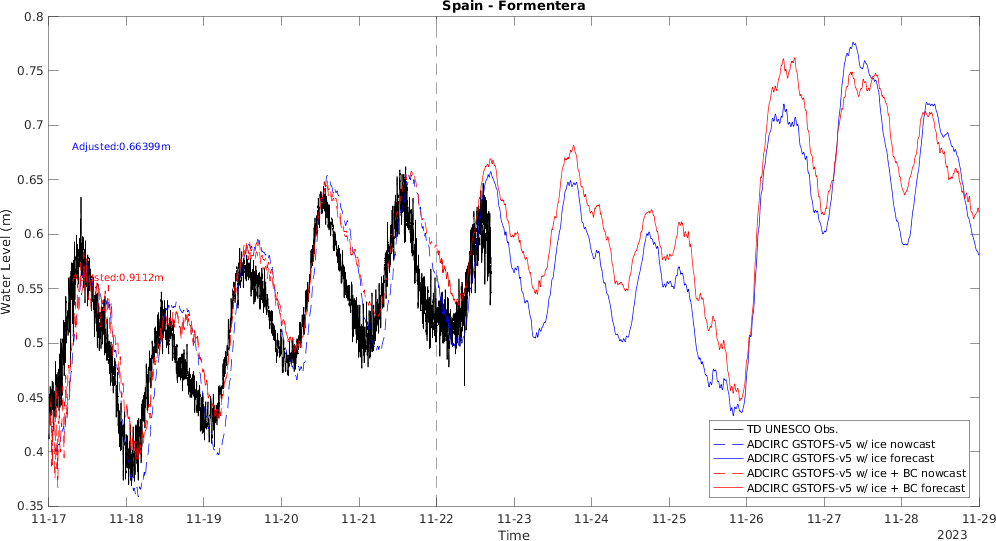 Spain - Formentera
0.8
0.75
0.7
0.65
0.6
0.55
0.5
0.45
0.4
0.35
Water Level (m)
Adjusted:0.66399m
Adjusted:0.9112m
TD UNESCO Obs.
ADCIRC GSTOFS-v5 w/ ice nowcast
ADCIRC GSTOFS-v5 w/ ice forecast
ADCIRC GSTOFS-v5 w/ ice + BC nowcast
ADCIRC GSTOFS-v5 w/ ice + BC forecast
11-17 11-18 11-19 11-20 11-21 11-22 11-23 11-24 11-25 11-26 11-27 11-28 11-29
Time
2023